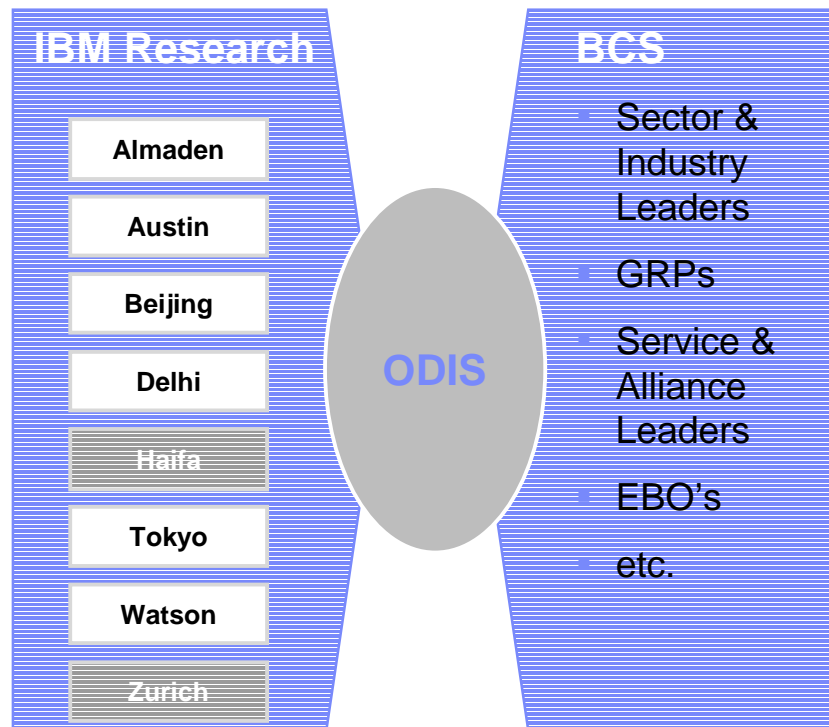 IBM Research
Almaden
Austin
Beijing
Delhi
Haifa
Tokyo
Watson
Zurich
ODIS
BCS
Sector &
Industry
Leaders
GRPs
Service &
Alliance
Leaders
EBO’s
etc.